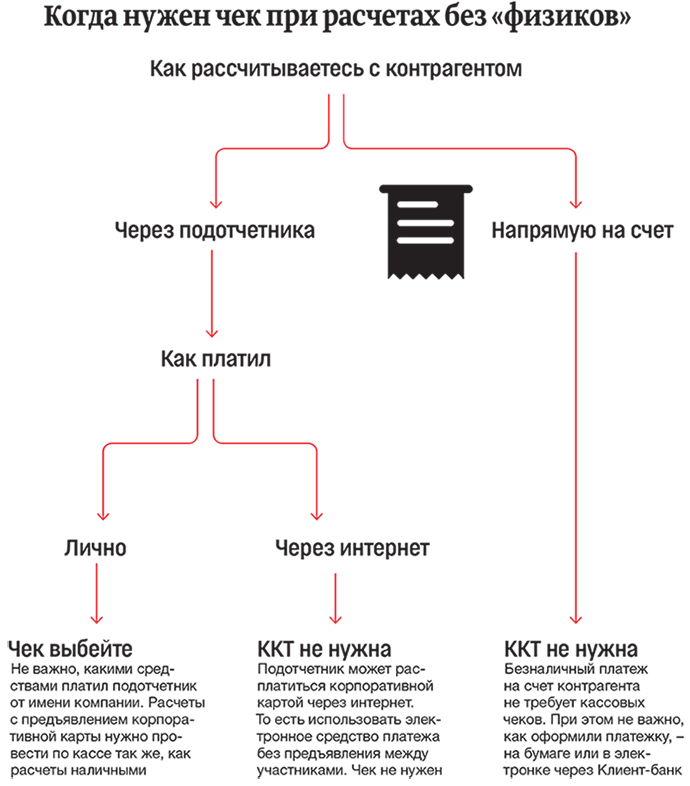 Когда нужен чек при расчетах без «физиков»
Как рассчитываетесь с контрагентом
Через подотчетника
Напрямую на счет
Как платил
Лично
Через интернет
Чек выбейте
Не важно, какими сред-
ствами платил подотчетник
от имени компании. Расчеты
с предъявлением корпора-
тивной карты нужно про-
вести по кассе так же, как
расчеты наличными
ККТ не нужна
Подотчетник может рас-
платиться корпоративной
картой через интернет.
То есть использовать элек-
тронное средство платежа
без предъявления между
участниками. Чек не нужен
ККТ не нужна
Безналичный платеж
на счет контрагента
не требует кассовых
чеков. При этом не важно,
как оформили платежку, –
на бумаге или в элек-
тронке через Клиент-банк